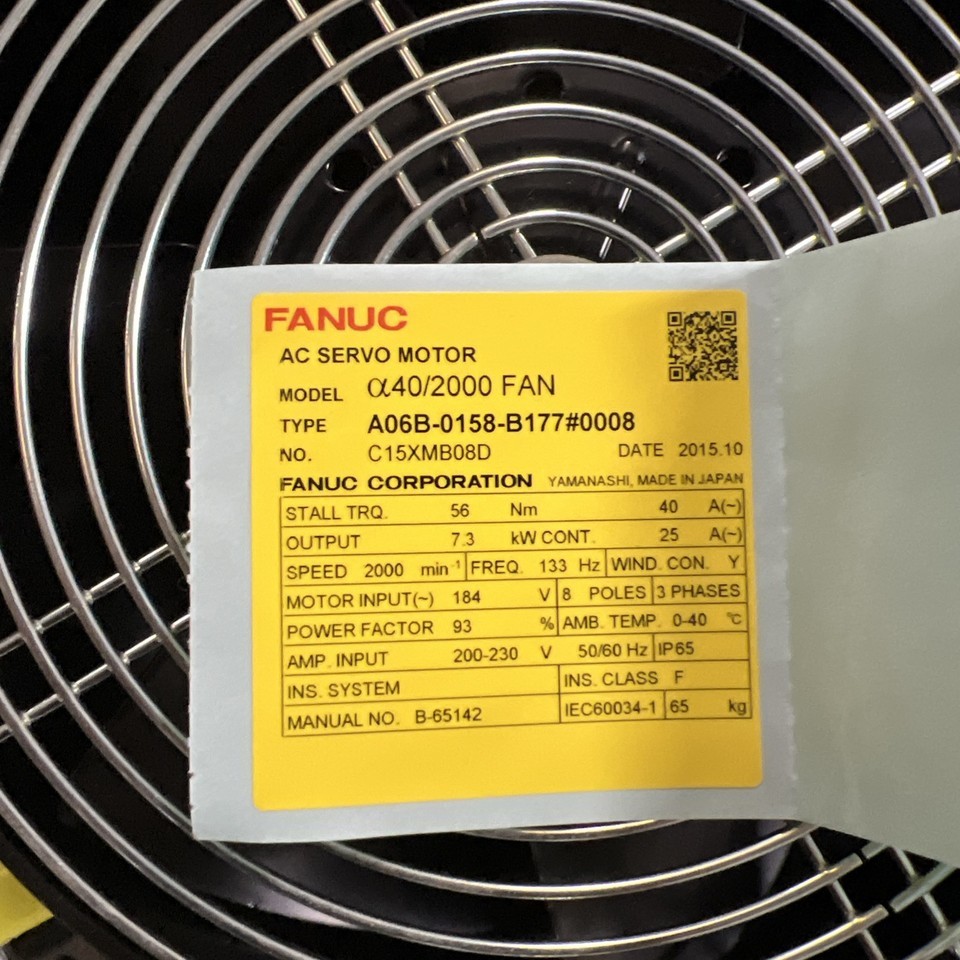 FANUC
AC SERVO MOTOR
MODEL α40/2000 FAN
TYPE A06B-0158-B177#0008
NO. C15XMB08D DATE 2015.10
FANUC CORPORATION YAMANASHI, MADE IN JAPAN
STALL TRQ. 56 Nm 40 A(~)
OUTPUT 7.3 kW CONT. 25 A(~)
SPEED 2000 min⁻¹ FREQ. 133 Hz WIND. CON. Y
MOTOR INPUT(~) 184 V 8 POLES 3 PHASES
POWER FACTOR 93 % AMB. TEMP. 0-40 ℃
AMP. INPUT 200-230 V 50/60 Hz IP65
INS. SYSTEM INS. CLASS F
MANUAL NO. B-65142 IEC60034-1 65 kg